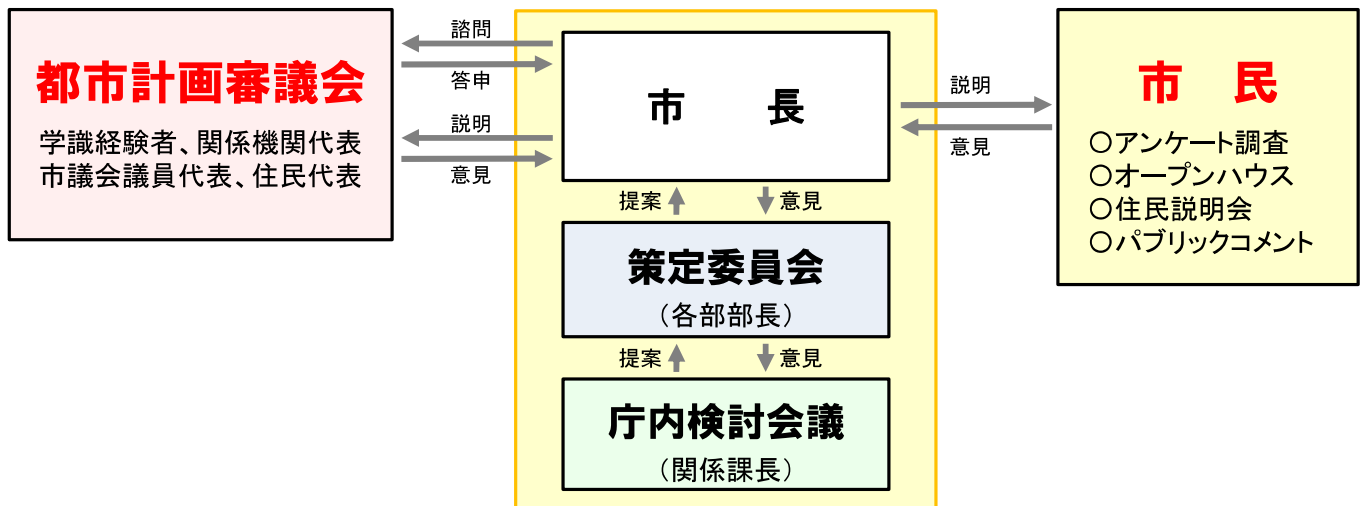 都市計画審議会
学識経験者、関係機関代表
市議会議員代表、住民代表
諮問
答申
説明
意見
市　長
提案
意見
策定委員会
（各部部長）
提案
意見
庁内検討会議
（関係課長）
説明
意見
市　民
○アンケート調査
○オープンハウス
○住民説明会
○パブリックコメント